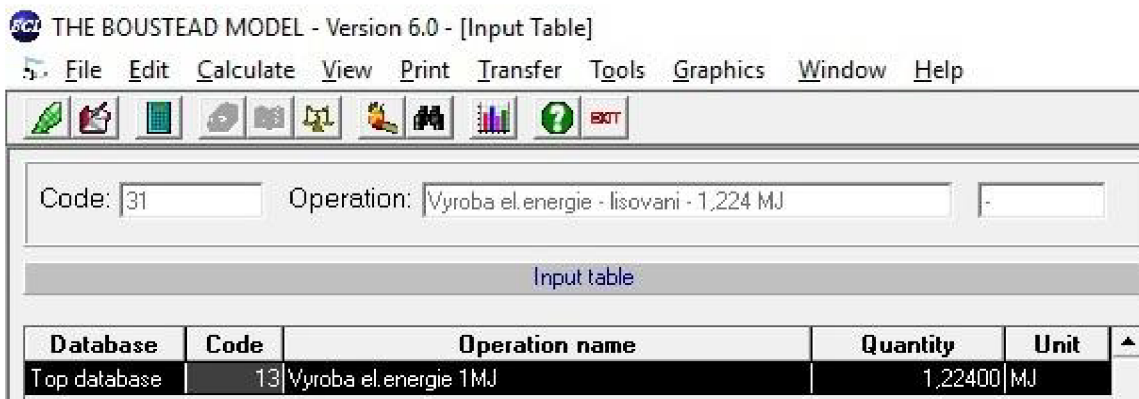 BCL THE BOUSTEAD MODEL - Version 6.0 - [Input Table]
File Edit Calculate View Print Transfer Tools Graphics Window Help
EXIT
Code: 31 Operation: Vyroba el.energie - lisovani - 1,224 MJ -
Input table
Database Code Operation name Quantity Unit
Top database 13 Vyroba el.energie 1MJ 1,22400 MJ